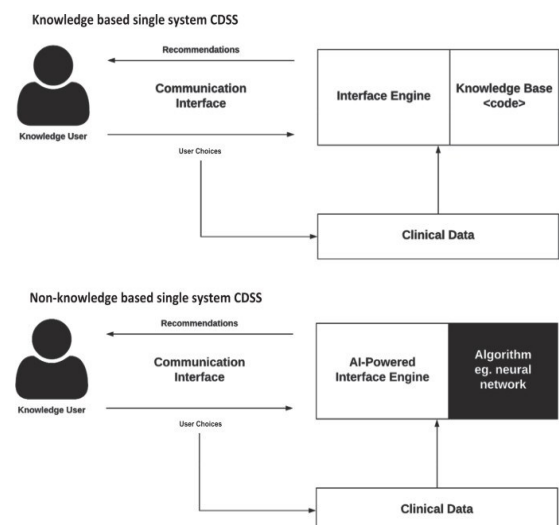 Knowledge based single system CDSS
Recommendations
Communication
Interface
Knowledge User
User Choices
Interface Engine
Knowledge Base
<code>
Clinical Data
Non-knowledge based single system CDSS
Recommendations
Communication
Interface
Knowledge User
User Choices
AI-Powered
Interface Engine
Algorithm
eg. neural
network
Clinical Data